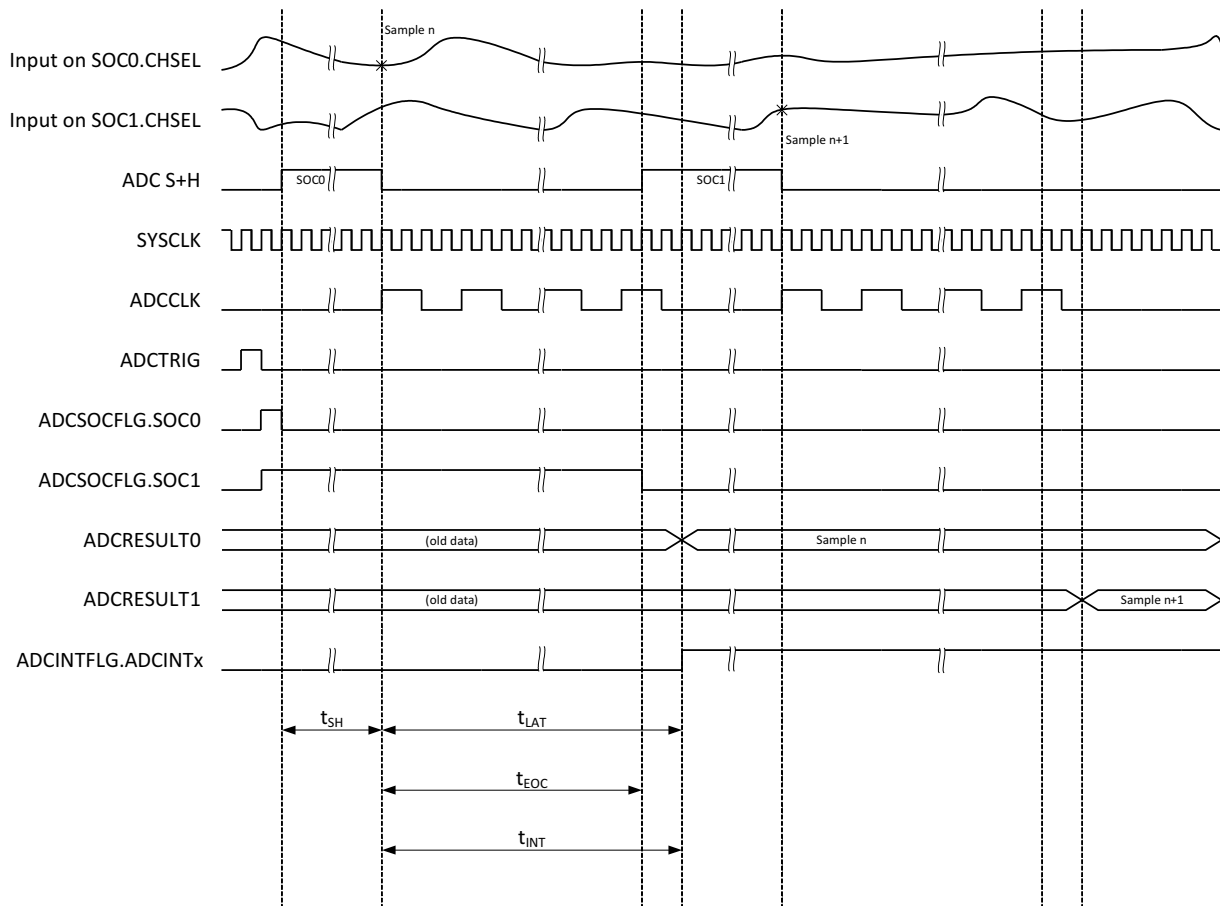 Sample n
Input on SOC0.CHSEL
Input on SOC1.CHSEL
Sample n+1
ADC S+H
SOC0
SOC1
SYSCLK
ADCCLK
ADCTRIG
ADCSOCFLG.SOC0
ADCSOCFLG.SOC1
ADCRESULT0
(old data)
Sample n
ADCRESULT1
(old data)
Sample n+1
ADCINTFLG.ADCINTx
tSH
tLAT
tEOC
tINT